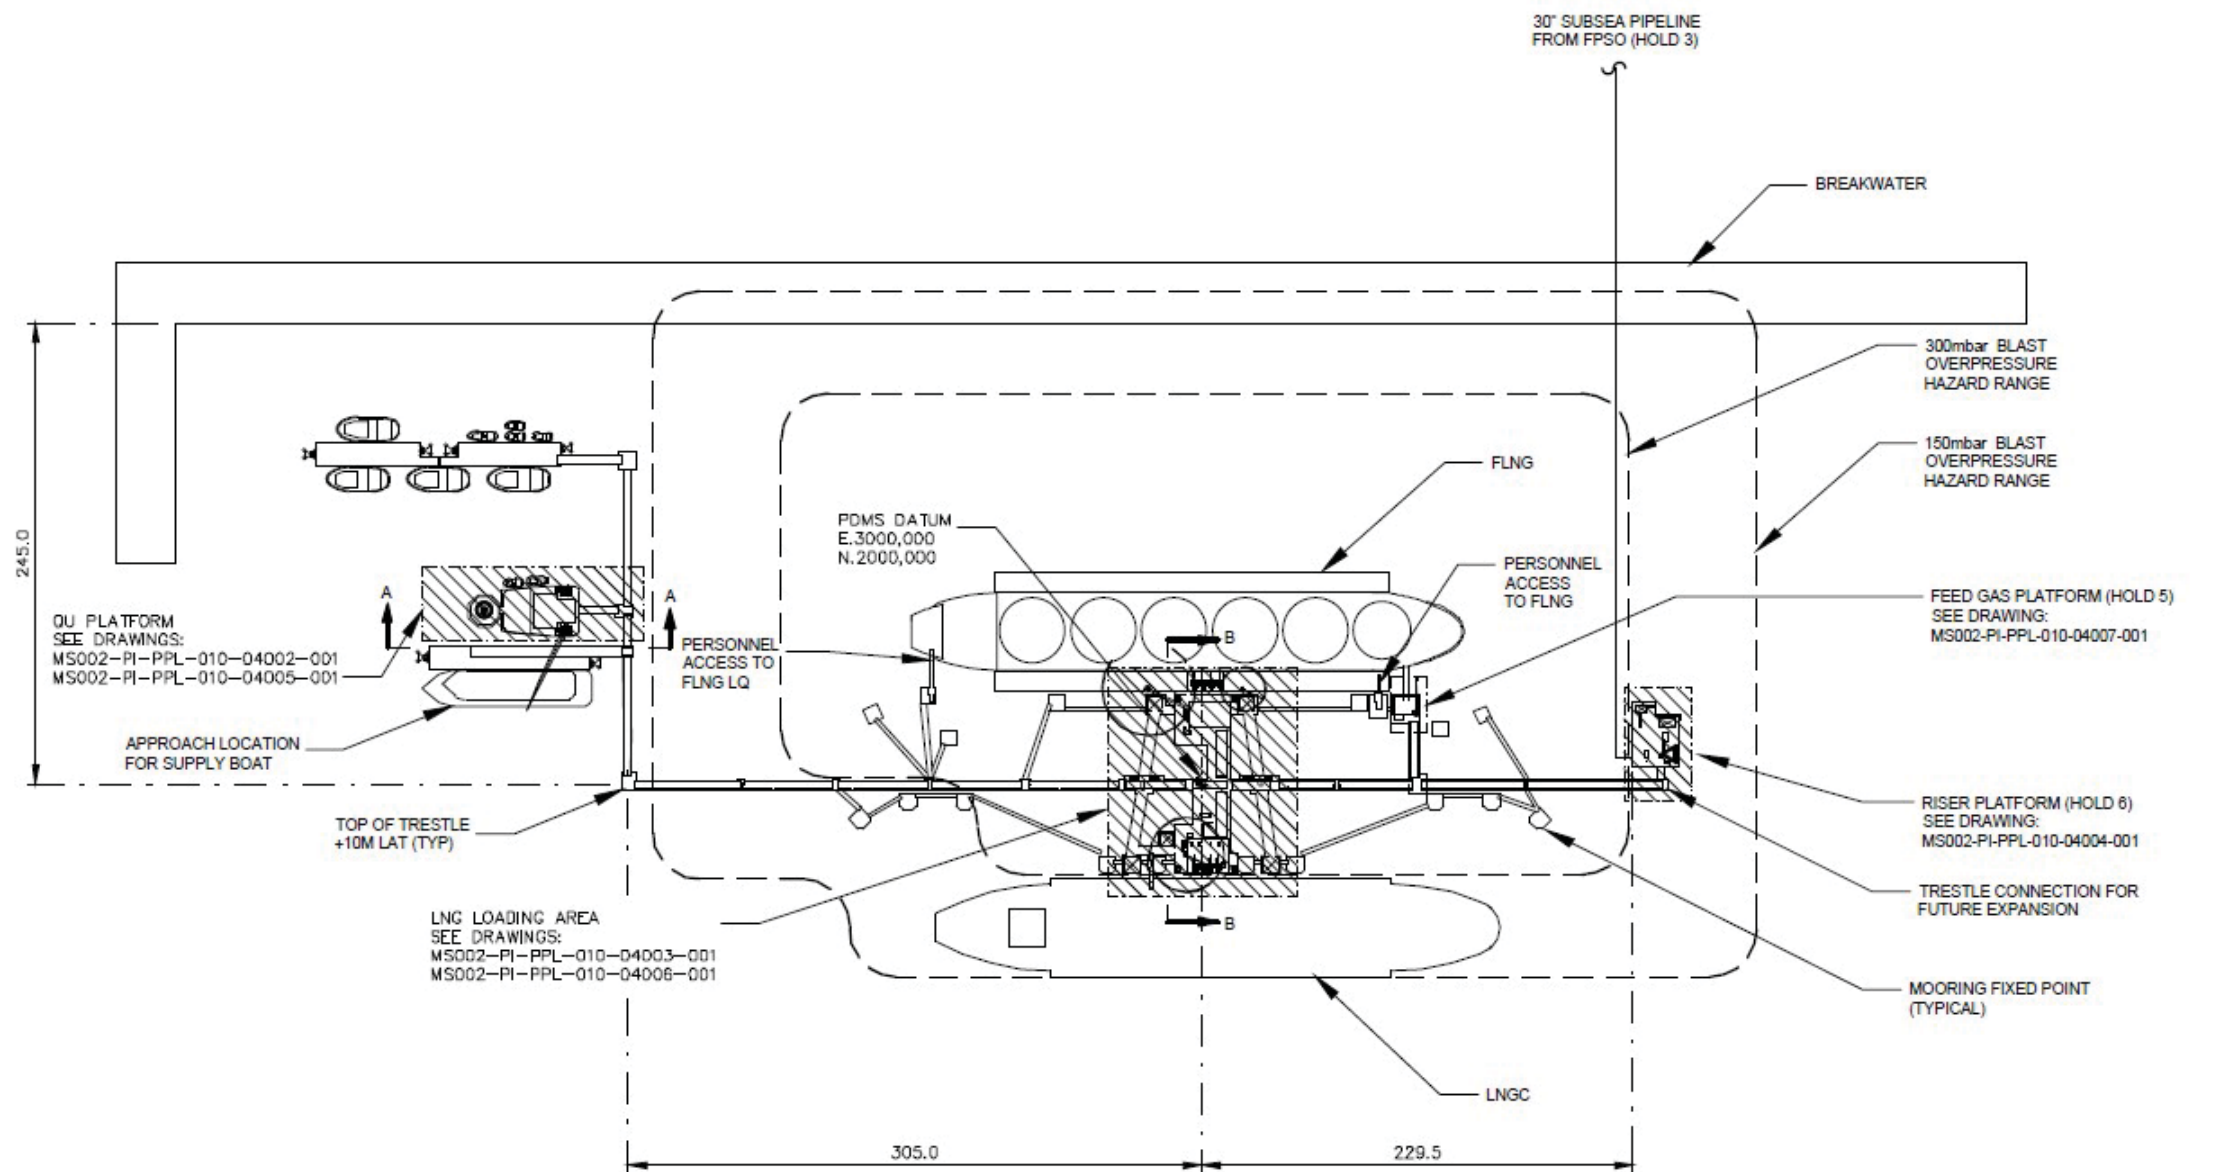 30" SUBSEA PIPELINE
FROM FPSO (HOLD 3)
BREAKWATER
300mbar BLAST
OVERPRESSURE
HAZARD RANGE
150mbar BLAST
OVERPRESSURE
HAZARD RANGE
FLNG
PDMS DATUM
E.3000,000
N.2000,000
PERSONNEL
ACCESS
TO FLNG
FEED GAS PLATFORM (HOLD 5)
SEE DRAWING:
MS002-PI-PPL-010-04007-001
245.0
A
A
B
QU PLATFORM
SEE DRAWINGS:
MS002-PI-PPL-010-04002-001
MS002-PI-PPL-010-04005-001
PERSONNEL
ACCESS TO
FLNG LQ
APPROACH LOCATION
FOR SUPPLY BOAT
TOP OF TRESTLE
+10M LAT (TYP)
RISER PLATFORM (HOLD 6)
SEE DRAWING:
MS002-PI-PPL-010-04004-001
TRESTLE CONNECTION FOR
FUTURE EXPANSION
LNG LOADING AREA
SEE DRAWINGS:
MS002-PI-PPL-010-04003-001
MS002-PI-PPL-010-04006-001
B
MOORING FIXED POINT
(TYPICAL)
LNGC
305.0
229.5